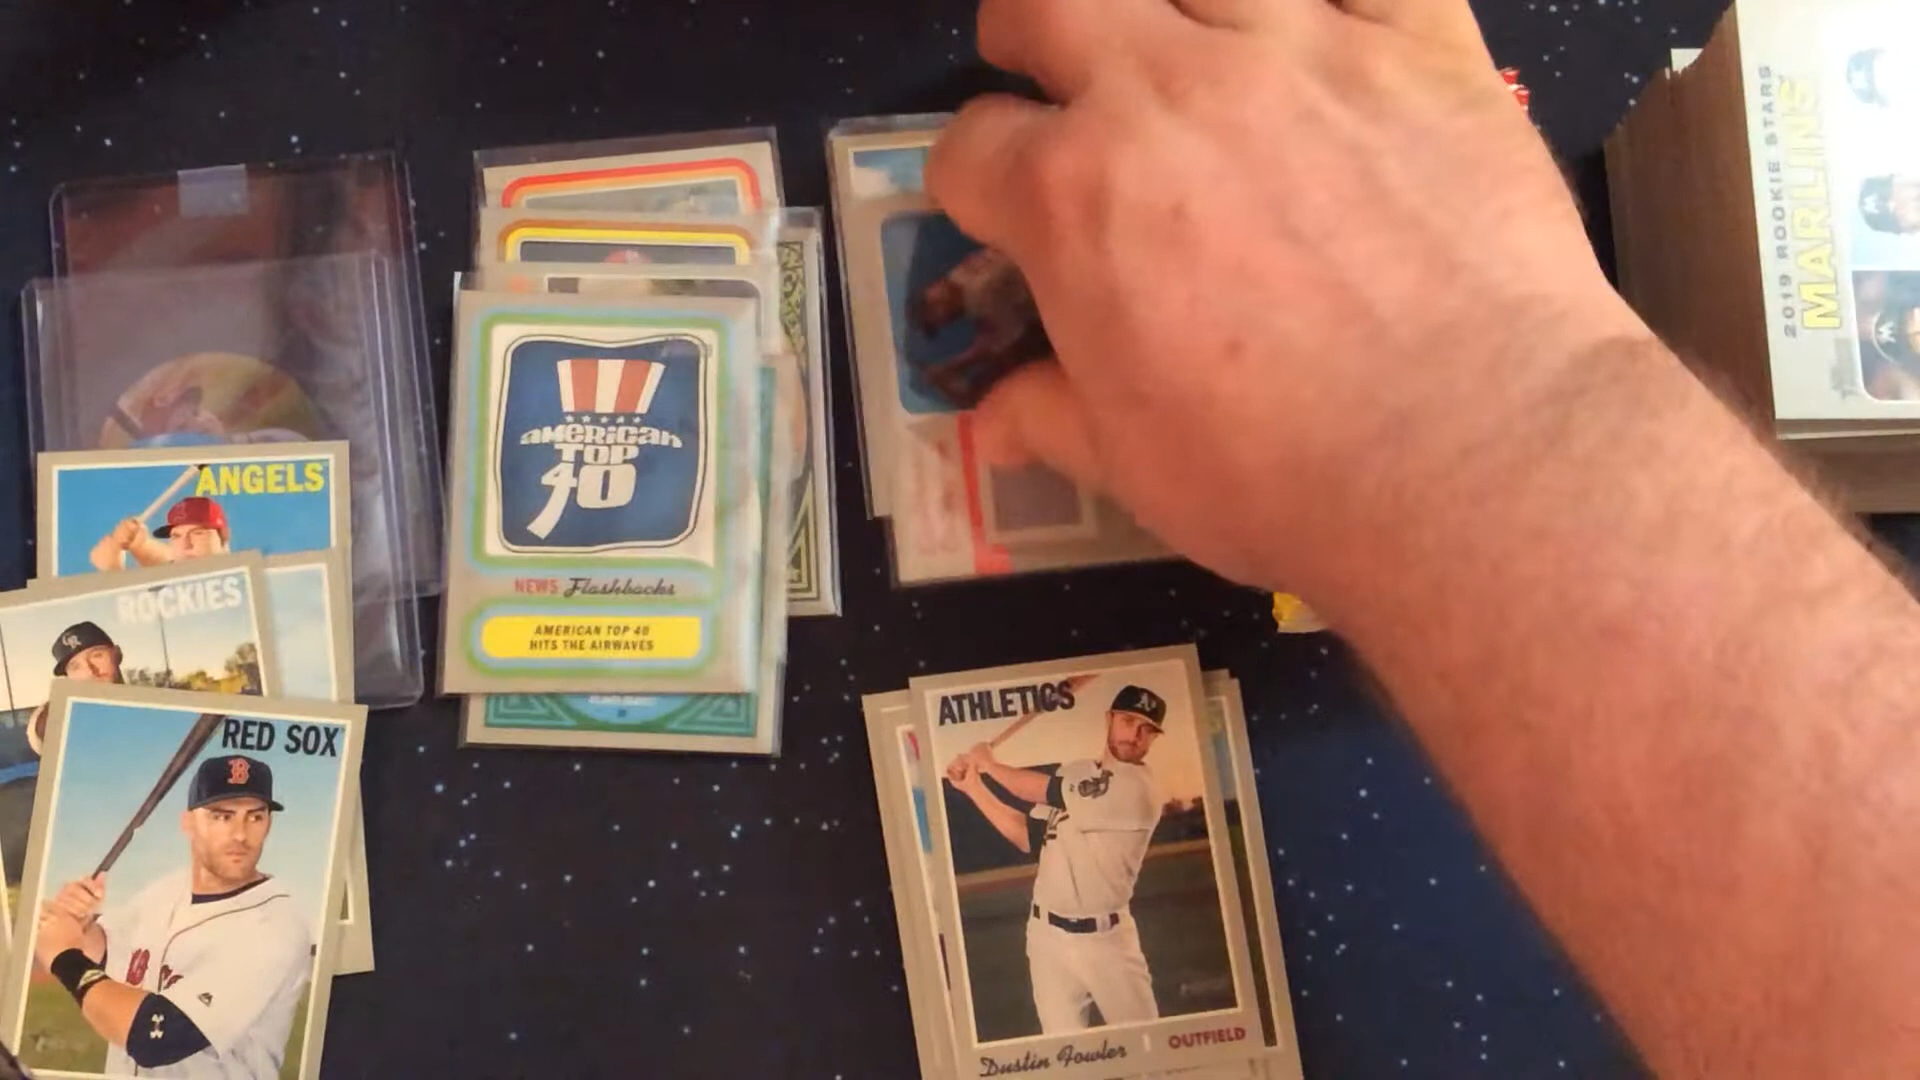 ANGELS
ROCKIES
RED SOX
B
AMERICAN
TOP
40
NEWS Flashbacks
AMERICAN TOP 40
HITS THE AIRWAVES
ATHLETICS
A's
Dustin Fowler
OUTFIELD
2019 ROOKIE STARS
MARLINS